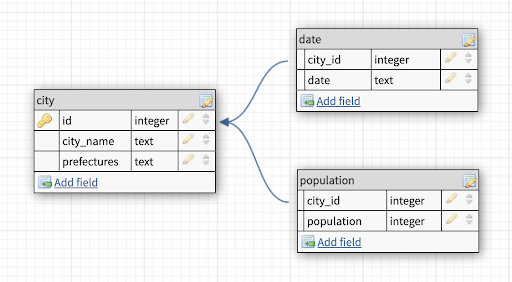 city
id integer
city_name text
prefectures text
Add field
date
city_id integer
date text
Add field
population
city_id integer
population integer
Add field